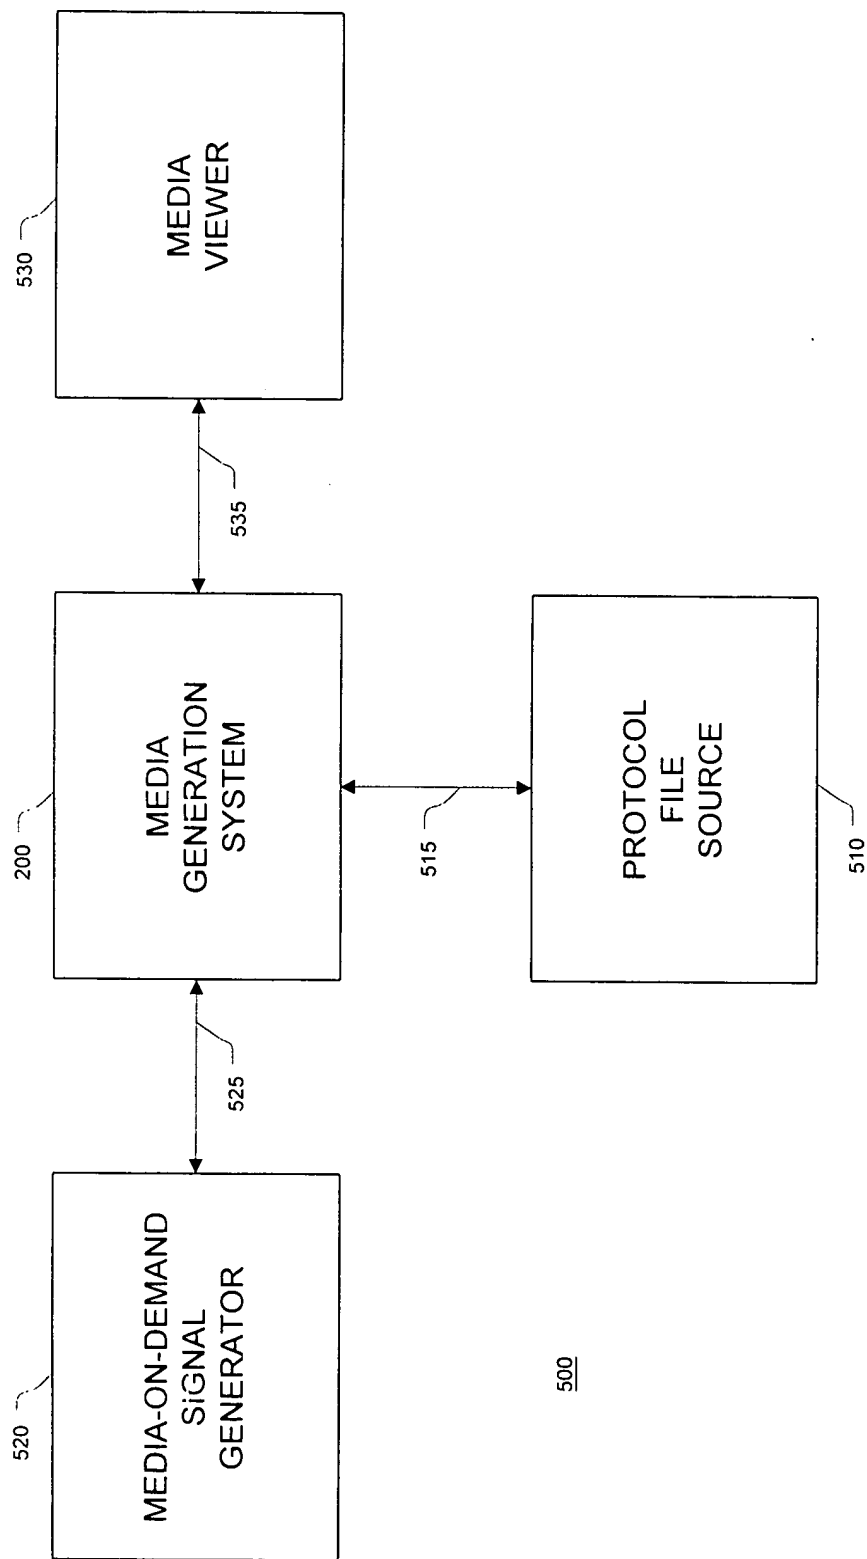 520
MEDIA-ON-DEMAND
SiGNAL
GENERATOR
525
200
MEDIA
GENERATION
SYSTEM
535
530
MEDIA
VIEWER
515
PROTOCOL
FILE
SOURCE
510
500